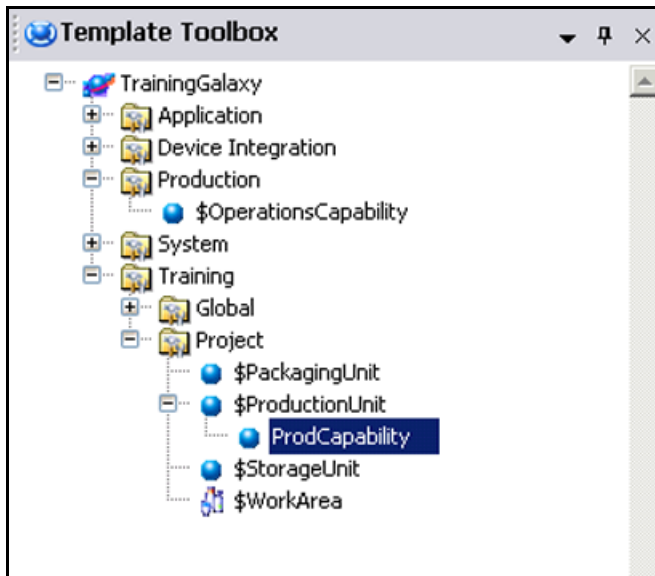 Template Toolbox
TrainingGalaxy
Application
Device Integration
Production
$OperationsCapability
System
Training
Global
Project
$PackagingUnit
$ProductionUnit
ProdCapability
$StorageUnit
$WorkArea